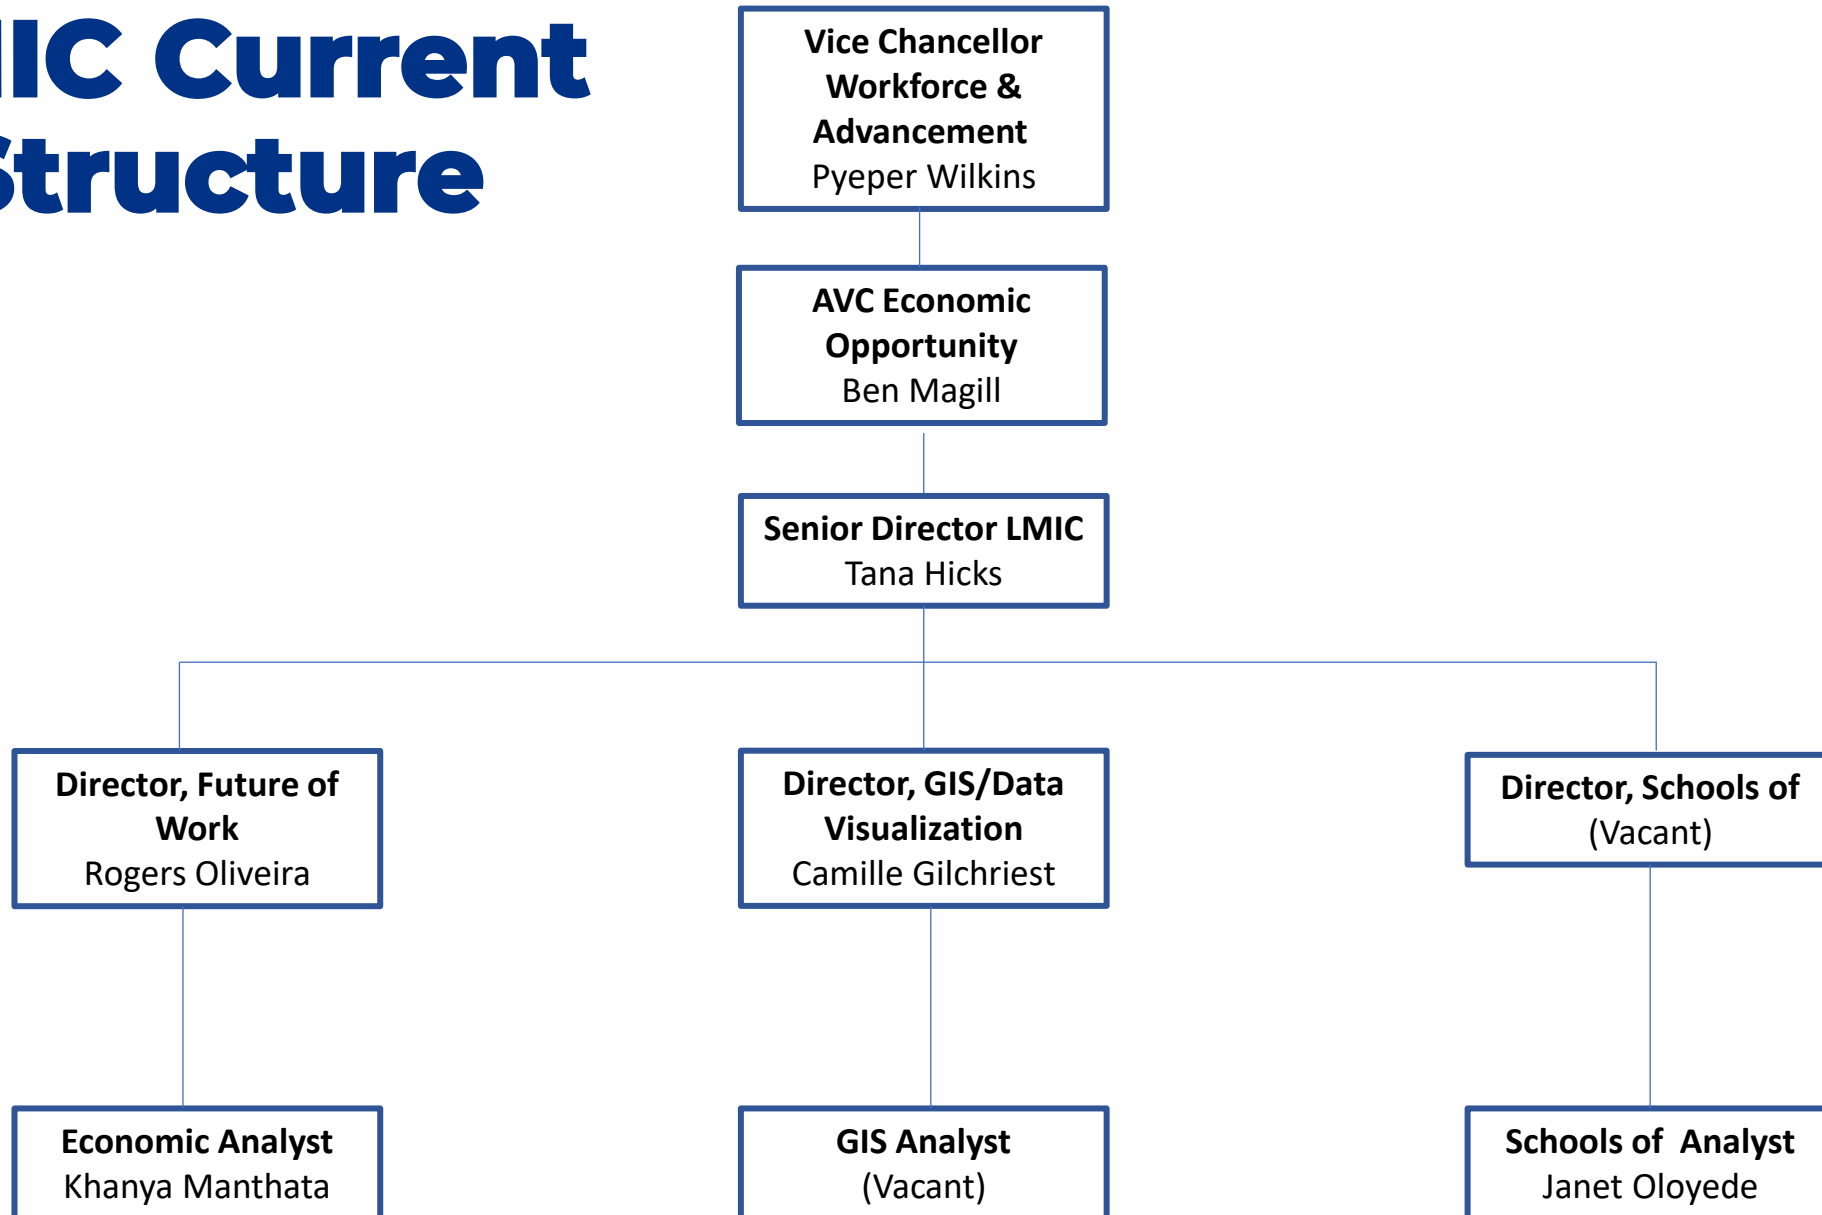 IC Current
Structure
Vice Chancellor
Workforce &
Advancement
Pyeper Wilkins
AVC Economic
Opportunity
Ben Magill
Senior Director LMIC
Tana Hicks
Director, Future of
Work
Rogers Oliveira
Director, GIS/Data
Visualization
Camille Gilchriest
Director, Schools of
(Vacant)
Economic Analyst
Khanya Manthata
GIS Analyst
(Vacant)
Schools of  Analyst
Janet Oloyede